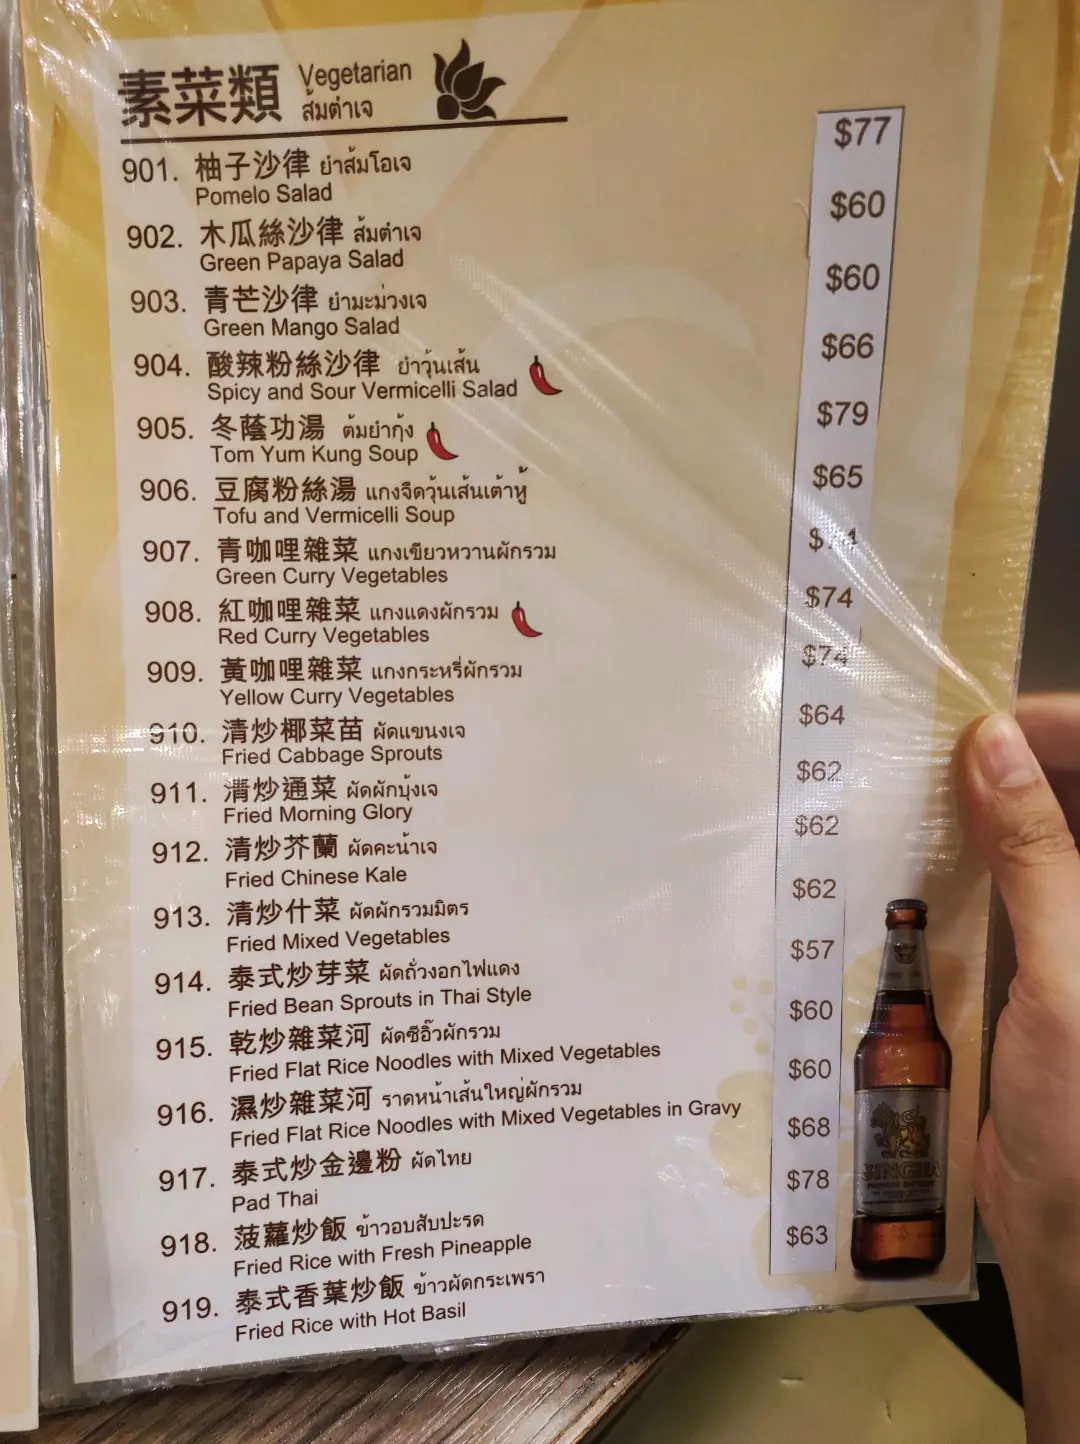 素菜類 Vegetarian
ส้มตำเจ
901. 柚子沙律 ยำส้มโอเจ $77
Pomelo Salad
902. 木瓜絲沙律 ส้มตำเจ $60
Green Papaya Salad
903. 青芒沙律 ยำมะม่วงเจ $60
Green Mango Salad
904. 酸辣粉絲沙律 ยำวุ้นเส้น $66
Spicy and Sour Vermicelli Salad
905. 冬蔭功湯 ต้มยำกุ้ง $79
Tom Yum Kung Soup
906. 豆腐粉絲湯 แกงจืดวุ้นเส้นเต้าหู้ $65
Tofu and Vermicelli Soup
907. 青咖哩雜菜 แกงเขียวหวานผักรวม
Green Curry Vegetables
908. 紅咖哩雜菜 แกงแดงผักรวม $74
Red Curry Vegetables
909. 黃咖哩雜菜 แกงกระหรี่ผักรวม $74
Yellow Curry Vegetables
910. 清炒椰菜苗 ผัดแขนงเจ $64
Fried Cabbage Sprouts
911. 清炒通菜 ผัดผักบุ้งเจ $62
Fried Morning Glory
912. 清炒芥蘭 ผัดคะน้าเจ $62
Fried Chinese Kale
913. 清炒什菜 ผัดผักรวมมิตร $62
Fried Mixed Vegetables
914. 泰式炒芽菜 ผัดถั่วงอกไฟแดง $57
Fried Bean Sprouts in Thai Style
915. 乾炒雜菜河 ผัดซีอิ๊วผักรวม $60
Fried Flat Rice Noodles with Mixed Vegetables
916. 濕炒雜菜河 ราดหน้าเส้นใหญ่ผักรวม $60
Fried Flat Rice Noodles with Mixed Vegetables in Gravy
917. 泰式炒金邊粉 ผัดไทย $68
Pad Thai
918. 菠蘿炒飯 ข้าวอบสับปะรด $78
Fried Rice with Fresh Pineapple
919. 泰式香葉炒飯 ข้าวผัดกระเพรา $63
Fried Rice with Hot Basil
SINGHA